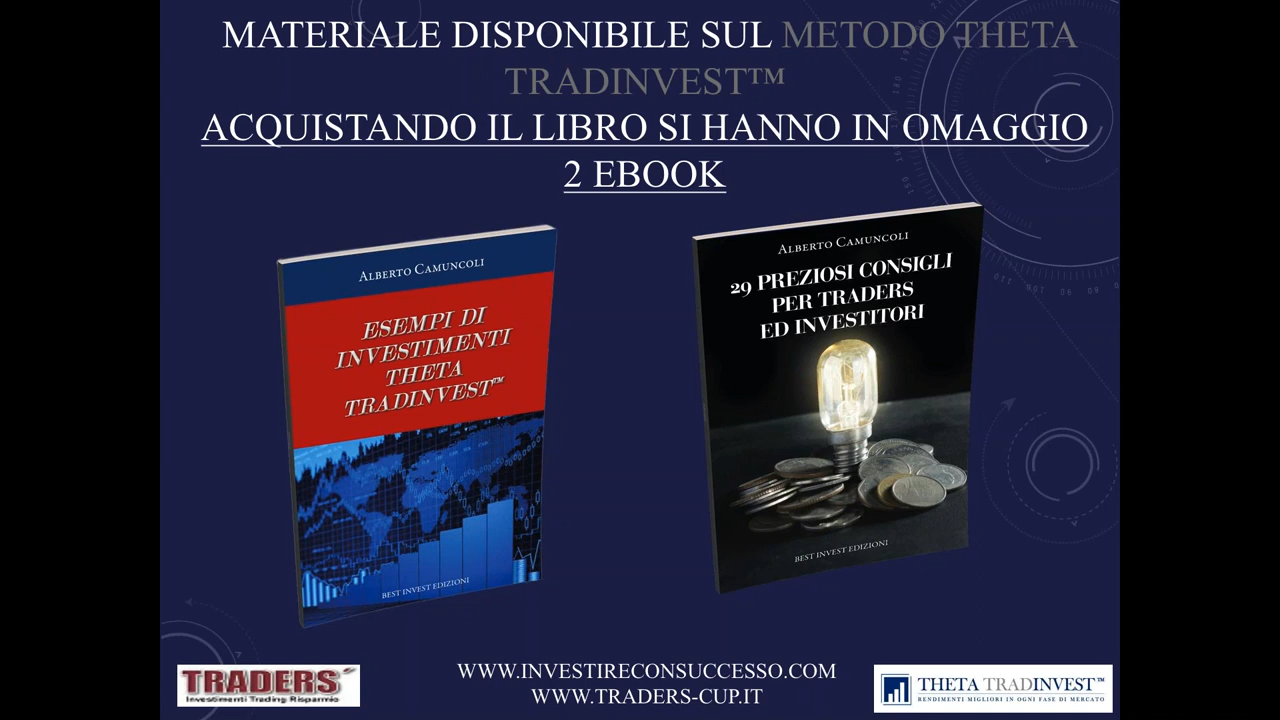 MATERIALE DISPONIBILE SUL METODO THETA
TRADINVEST™
ACQUISTANDO IL LIBRO SI HANNO IN OMAGGIO
2 EBOOK
ALBERTO CAMUNCOLI
ESEMPI DI
INVESTIMENTI
THETA
TRADINVEST™
BEST INVEST EDIZIONI
ALBERTO CAMUNCOLI
29 PREZIOSI CONSIGLI
PER TRADERS
ED INVESTITORI
BEST INVEST EDIZIONI
TRADERS'
Investimenti Trading Risparmio
WWW.INVESTIRECONSUCCESSO.COM
WWW.TRADERS-CUP.IT
THETA TRADINVEST™
RENDIMENTI MIGLIORI IN OGNI FASE DI MERCATO